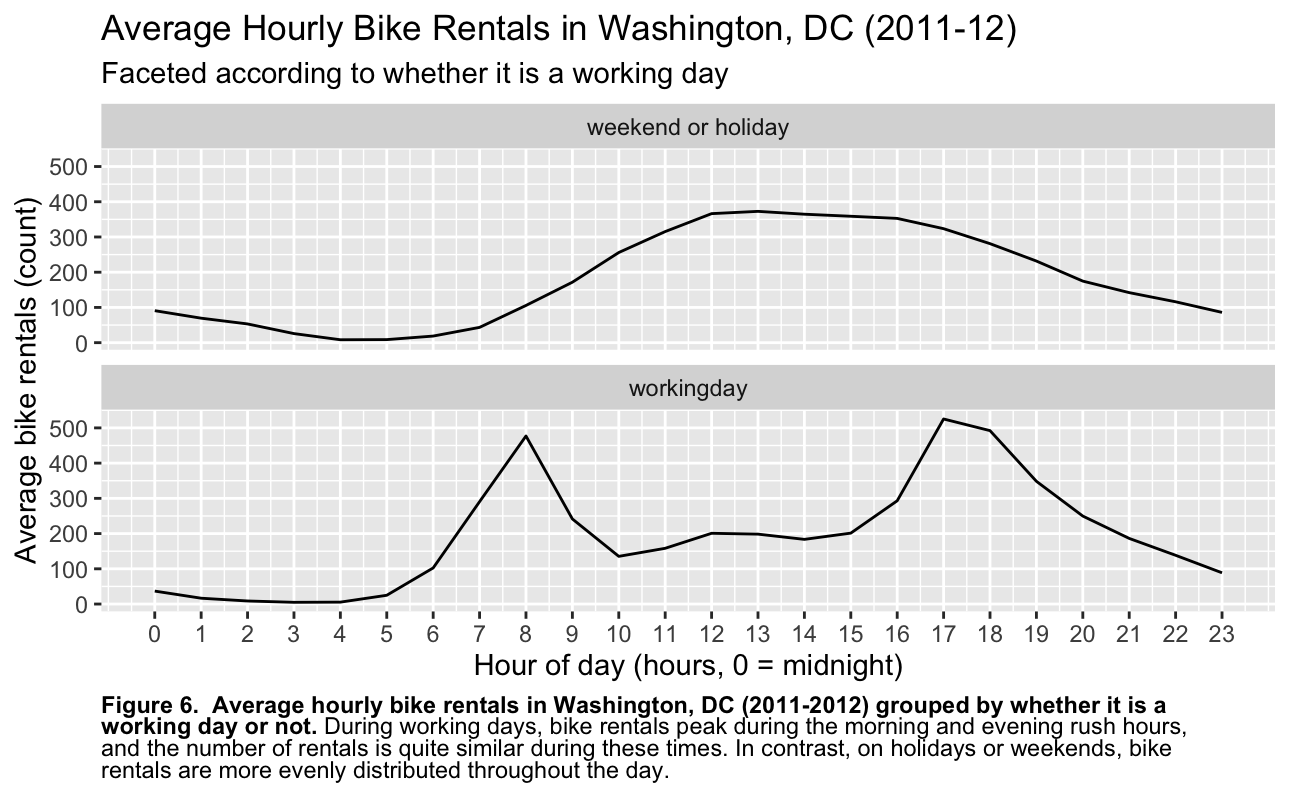 Average Hourly Bike Rentals in Washington, DC (2011-12)
Faceted according to whether it is a working day
weekend or holiday
500
400
300
200
100
0
Average bike rentals (count)
workingday
500
400
300
200
100
0
0 1 2 3 4 5 6 7 8 9 10 11 12 13 14 15 16 17 18 19 20 21 22 23
Hour of day (hours, 0 = midnight)
Figure 6.  Average hourly bike rentals in Washington, DC (2011-2012) grouped by whether it is a
working day or not. During working days, bike rentals peak during the morning and evening rush hours,
and the number of rentals is quite similar during these times. In contrast, on holidays or weekends, bike
rentals are more evenly distributed throughout the day.